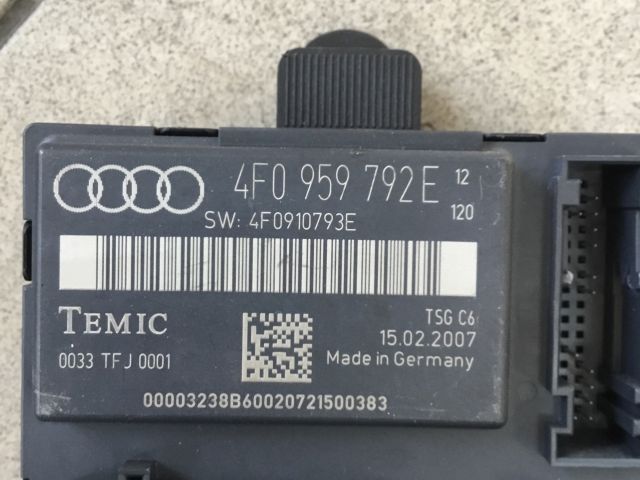 4F0 959 792E 12
120
SW: 4F0910793E
TEMIC
TSG C6
15.02.2007
0033 TFJ 0001
Made in Germany
00003238B60020721500383